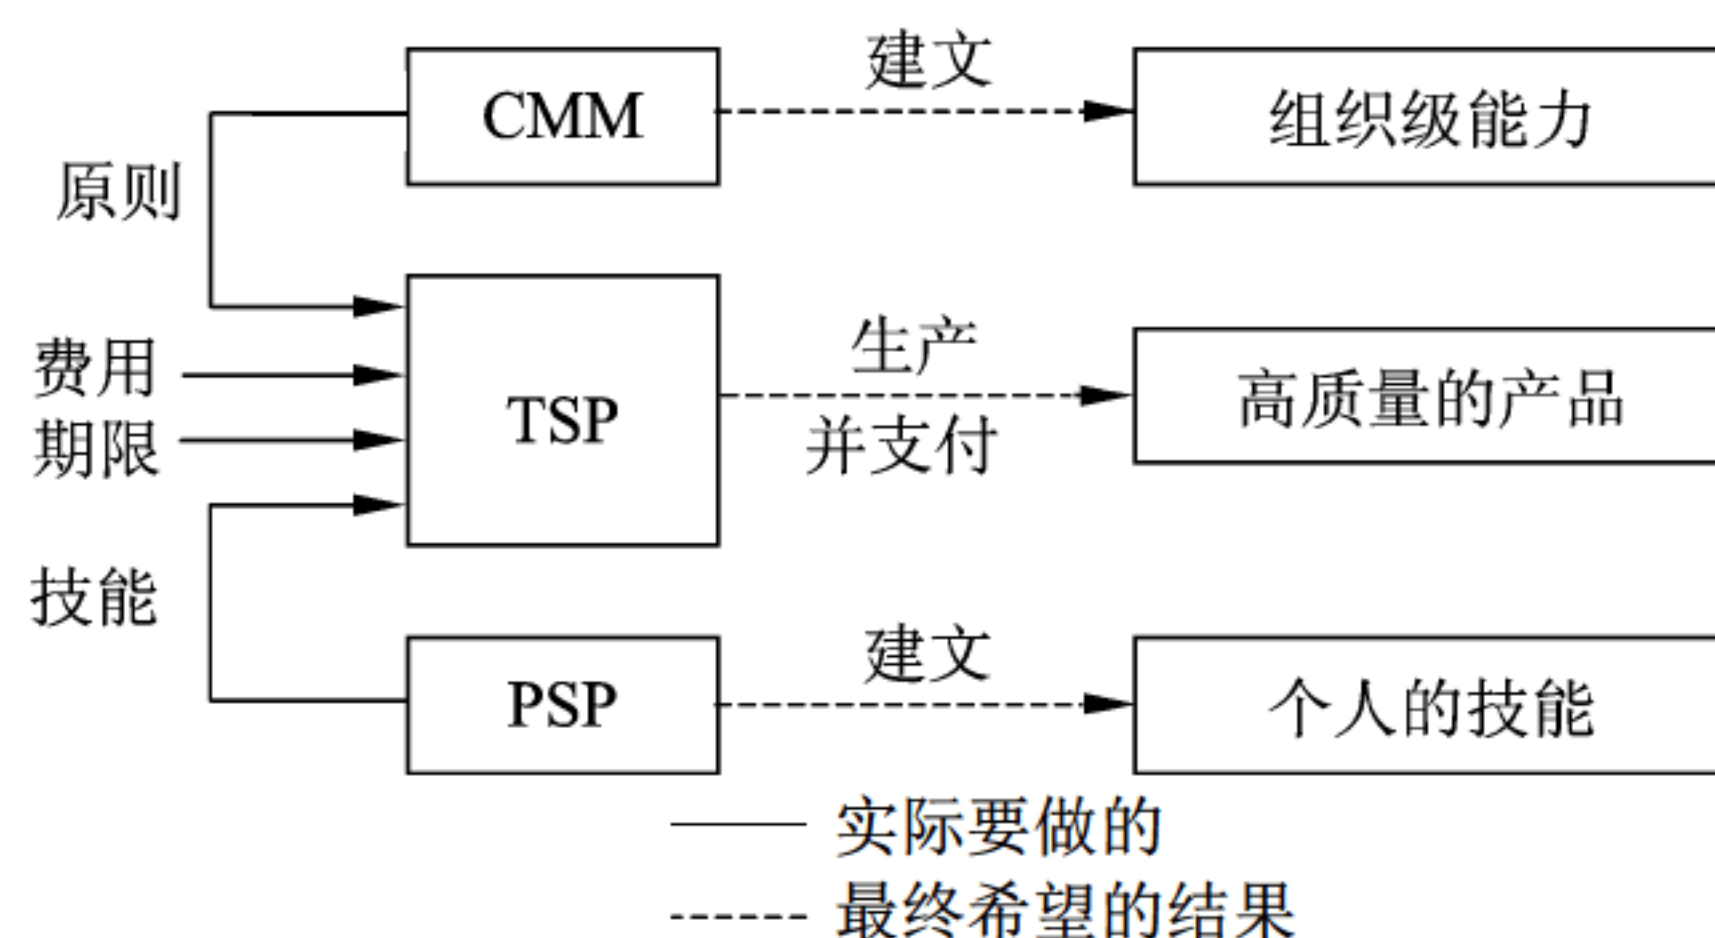 CMM
建文
组织级能力
原则
费用
期限
TSP
生产
并支付
高质量的产品
技能
PSP
建文
个人的技能
实际要做的
最终希望的结果